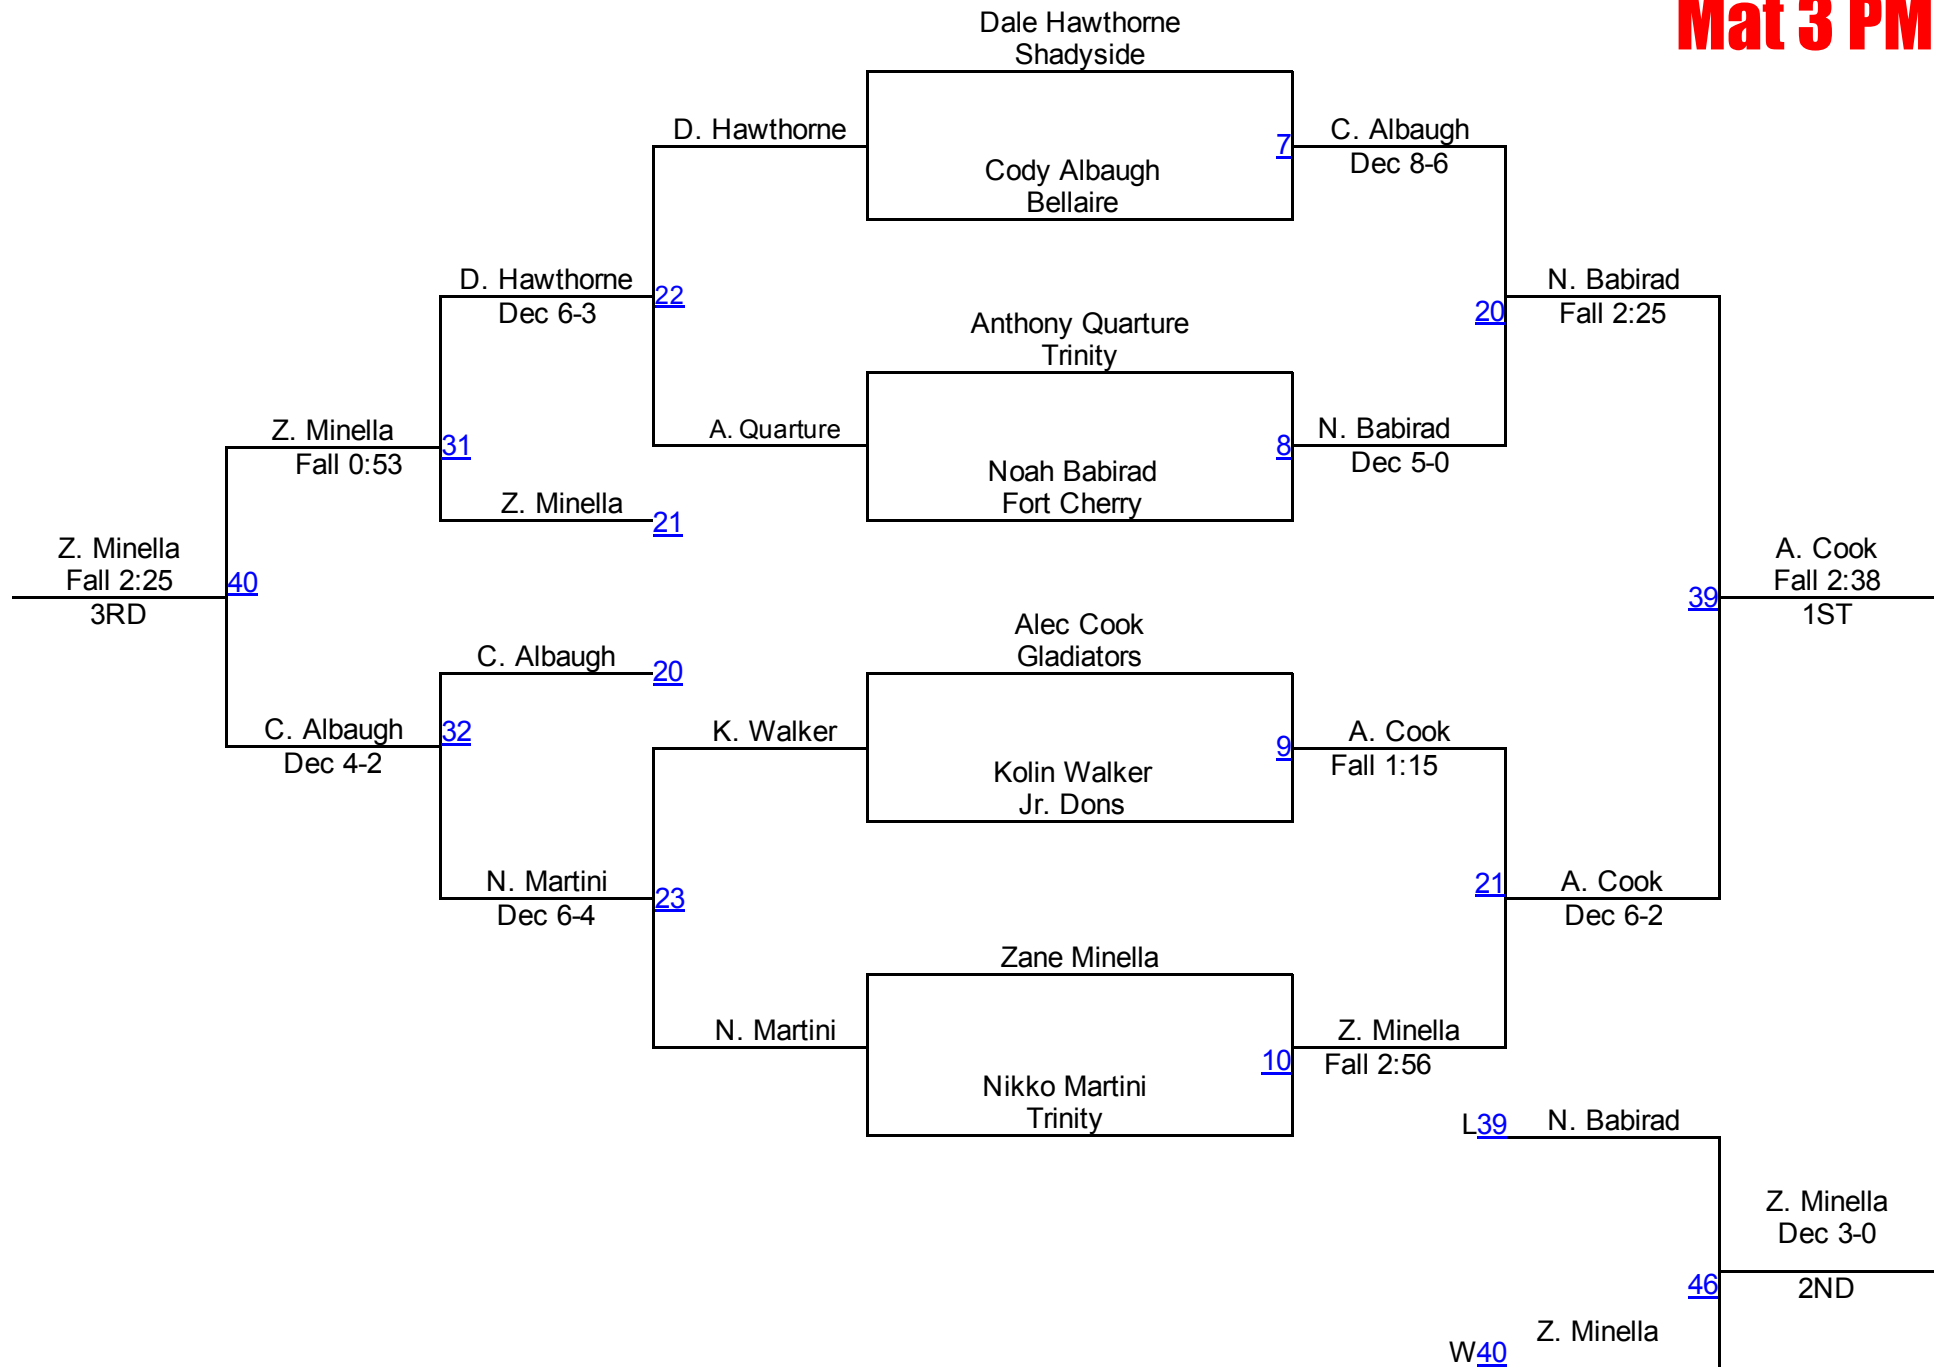 Mat 3 PM
Dale Hawthorne
Shadyside
D. Hawthorne
7
C. Albaugh
Dec 8-6
Cody Albaugh
Bellaire
D. Hawthorne
Dec 6-3
22
N. Babirad
Fall 2:25
20
Anthony Quarture
Trinity
Z. Minella
Fall 0:53
31
A. Quarture
8
N. Babirad
Dec 5-0
Noah Babirad
Fort Cherry
Z. Minella
21
Z. Minella
Fall 2:25
3RD
40
39
A. Cook
Fall 2:38
1ST
Alec Cook
Gladiators
C. Albaugh
20
C. Albaugh
Dec 4-2
32
K. Walker
9
A. Cook
Fall 1:15
Kolin Walker
Jr. Dons
N. Martini
Dec 6-4
23
21
A. Cook
Dec 6-2
Zane Minella
N. Martini
10
Z. Minella
Fall 2:56
Nikko Martini
Trinity
L39
N. Babirad
Z. Minella
Dec 3-0
46
2ND
Z. Minella
W40